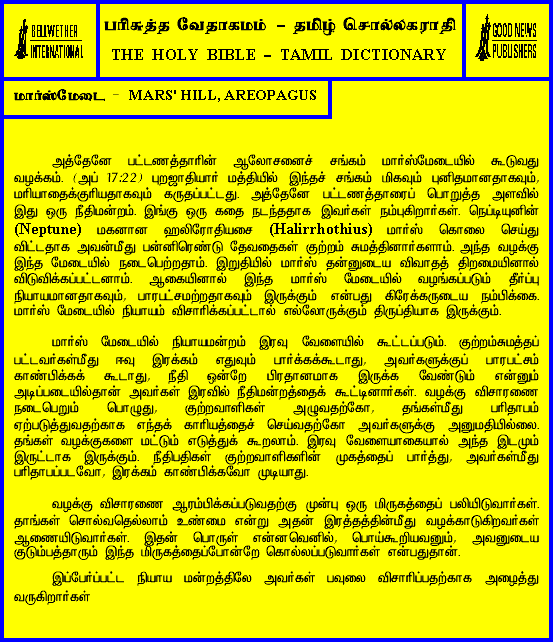 BELLWETHER
INTERNATIONAL
பரிசுத்த வேதாகமம் – தமிழ் சொல்லகராதி
THE HOLY BIBLE – TAMIL DICTIONARY
GOOD NEWS
PUBLISHERS
மார்ஸ்மேடை - MARS' HILL, AREOPAGUS
அத்தேனே பட்டணத்தாரின் ஆலோசனைச் சங்கம் மார்ஸ்மேடையில் கூடுவது
வழக்கம். (அப் 17:22) புறஜாதியார் மத்தியில் இந்தச் சங்கம் மிகவும் புனிதமானதாகவும்,
மரியாதைக்குரியதாகவும் கருதப்பட்டது. அத்தேனே பட்டணத்தாரைப் பொறுத்த அளவில்
இது ஒரு நீதிமன்றம். இங்கு ஒரு கதை நடந்ததாக இவர்கள் நம்புகிறார்கள். நெப்டியுனின்
(Neptune) மகனான ஹலிரோதியசை (Halirrhothius) மார்ஸ் கொலை செய்து
விட்டதாக அவன்மீது பன்னிரெண்டு தேவதைகள் குற்றம் சுமத்தினார்களாம். அந்த வழக்கு
இந்த மேடையில் நடைபெற்றதாம். இறுதியில் மார்ஸ் தன்னுடைய விவாதத் திறமையினால்
விடுவிக்கப்பட்டனாம். ஆகையினால் இந்த மார்ஸ் மேடையில் வழங்கப்படும் தீர்ப்பு
நியாயமானதாகவும், பாரபட்சமற்றதாகவும் இருக்கும் என்பது கிரேக்கருடைய நம்பிக்கை.
மார்ஸ் மேடையில் நியாயம் விசாரிக்கப்பட்டால் எல்லோருக்கும் திருப்தியாக இருக்கும்.
மார்ஸ் மேடையில் நியாயமன்றம் இரவு வேளையில் கூட்டப்படும். குற்றம்சுமத்தப்
பட்டவர்கள்மீது ஈவு இரக்கம் எதுவும் பார்க்கக்கூடாது, அவர்களுக்குப் பாரபட்சம்
காண்பிக்கக் கூடாது, நீதி ஒன்றே பிரதானமாக இருக்க வேண்டும் என்னும்
அடிப்படையில்தான் அவர்கள் இரவில் நீதிமன்றத்தைக் கூட்டினார்கள். வழக்கு விசாரணை
நடைபெறும் பொழுது, குற்றவாளிகள் அழுவதற்கோ, தங்கள்மீது பரிதாபம்
ஏற்படுத்துவதற்காக எந்தக் காரியத்தைச் செய்வதற்கோ அவர்களுக்கு அனுமதியில்லை.
தங்கள் வழக்குகளை மட்டும் எடுத்துக் கூறலாம். இரவு வேளையாகையால் அந்த இடமும்
இருட்டாக இருக்கும். நீதிபதிகள் குற்றவாளிகளின் முகத்தைப் பார்த்து, அவர்கள்மீது
பரிதாபப்படவோ, இரக்கம் காண்பிக்கவோ முடியாது.
வழக்கு விசாரணை ஆரம்பிக்கப்படுவதற்கு முன்பு ஒரு மிருகத்தைப் பலியிடுவார்கள்.
தாங்கள் சொல்வதெல்லாம் உண்மை என்று அதன் இரத்தத்தின்மீது வழக்காடுகிறவர்கள்
ஆணையிடுவார்கள். இதன் பொருள் என்னவெனில், பொய்கூறியவனும், அவனுடைய
குடும்பத்தாரும் இந்த மிருகத்தைப்போன்றே கொல்லப்படுவார்கள் என்பதுதான்.
இப்பேர்ப்பட்ட நியாய மன்றத்திலே அவர்கள் பவுலை விசாரிப்பதற்காக அழைத்து
வருகிறார்கள்